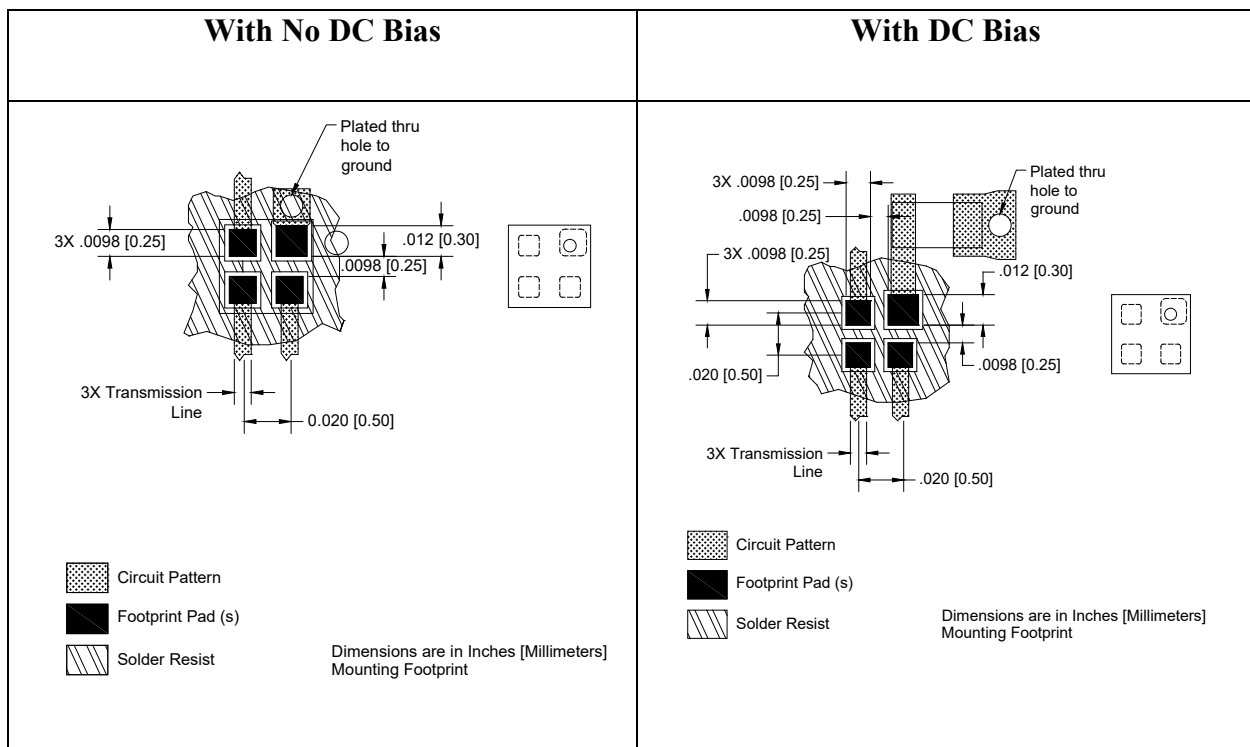 With No DC Bias
With DC Bias
Plated thru
hole to
ground
3X .0098 [0.25]
.012 [0.30]
.0098 [0.25]
3X Transmission
Line
0.020 [0.50]
Circuit Pattern
Footprint Pad (s)
Solder Resist
Dimensions are in Inches [Millimeters]
Mounting Footprint
3X .0098 [0.25]
.0098 [0.25]
Plated thru
hole to
ground
3X .0098 [0.25]
.012 [0.30]
.020 [0.50]
.0098 [0.25]
3X Transmission
Line
.020 [0.50]
Circuit Pattern
Footprint Pad (s)
Solder Resist
Dimensions are in Inches [Millimeters]
Mounting Footprint